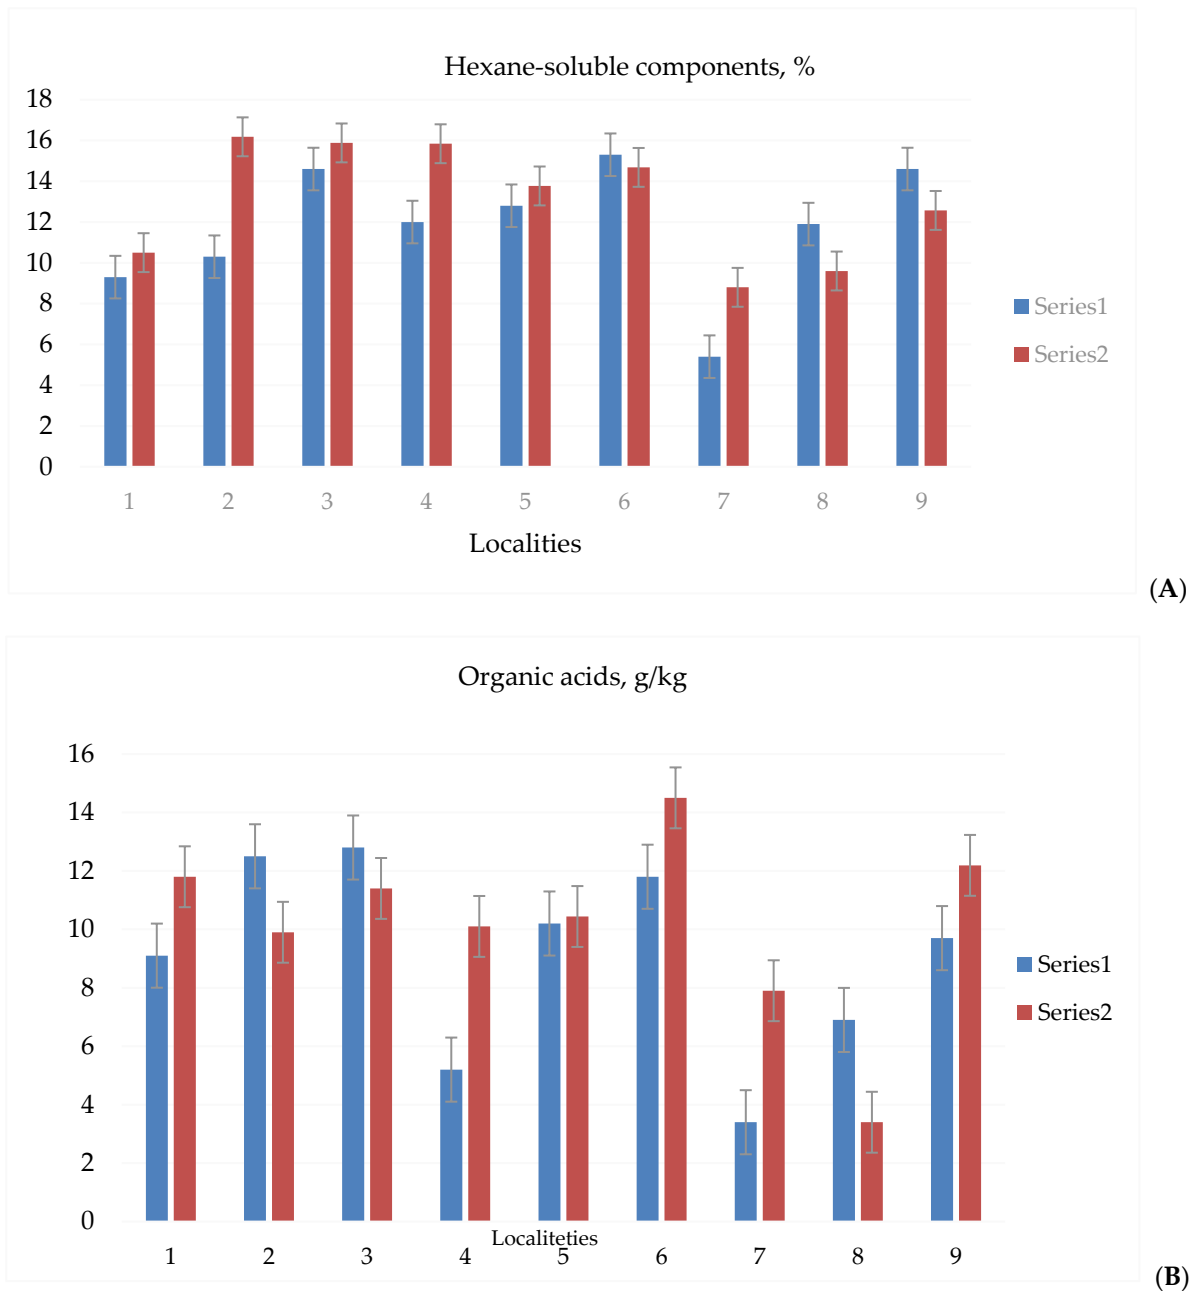 Hexane-soluble components, %
18
16
14
12
10
8
6
4
2
0
1 2 3 4 5 6 7 8 9
Localities
Series1
Series2
(A)
Organic acids, g/kg
16
14
12
10
8
6
4
2
0
Localiteties
1 2 3 4 5 6 7 8 9
Series1
Series2
(B)